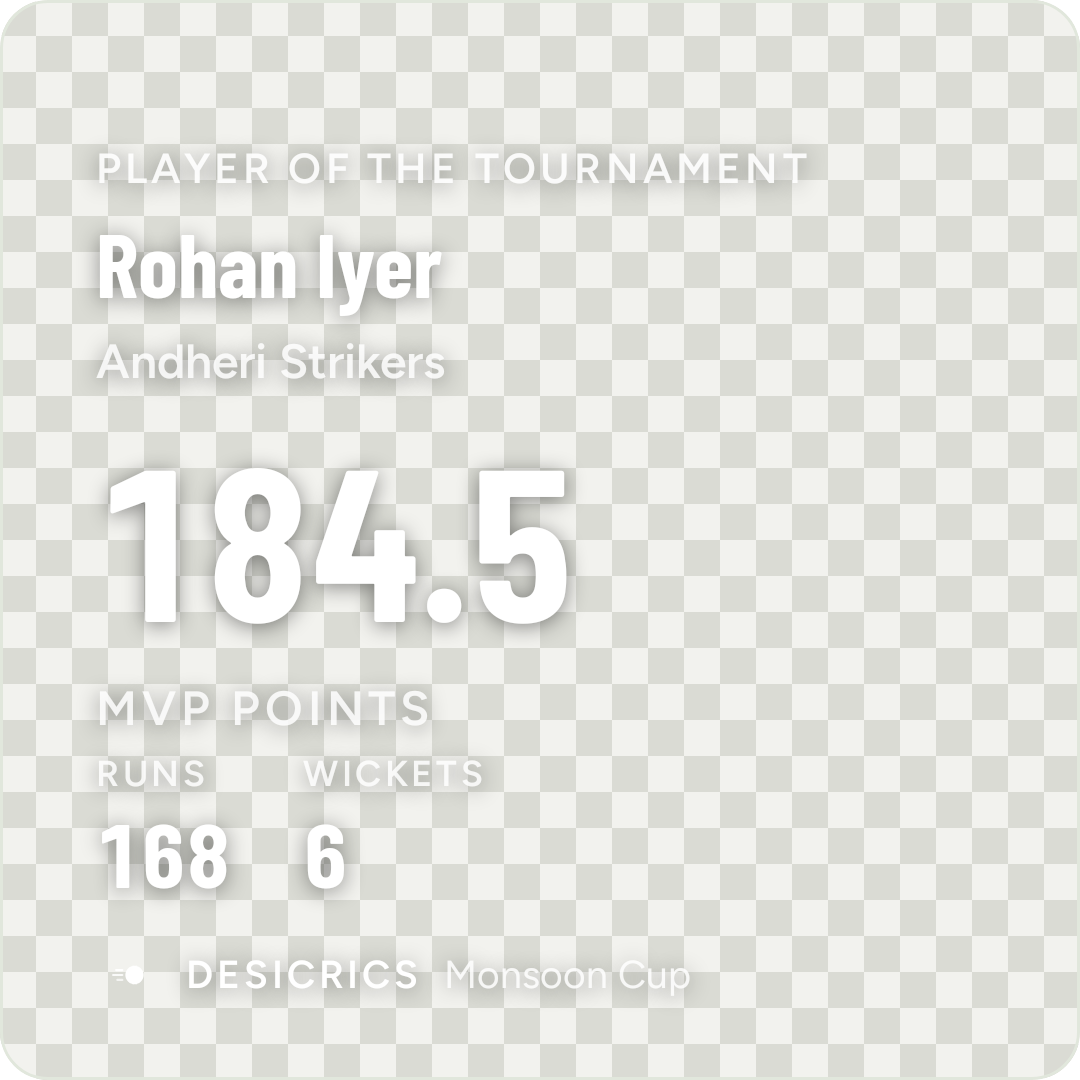 PLAYER OF THE TOURNAMENT
Rohan Iyer
Andheri Strikers
184.5
MVP POINTS
RUNS WICKETS
168 6
DESICRICS Monsoon Cup